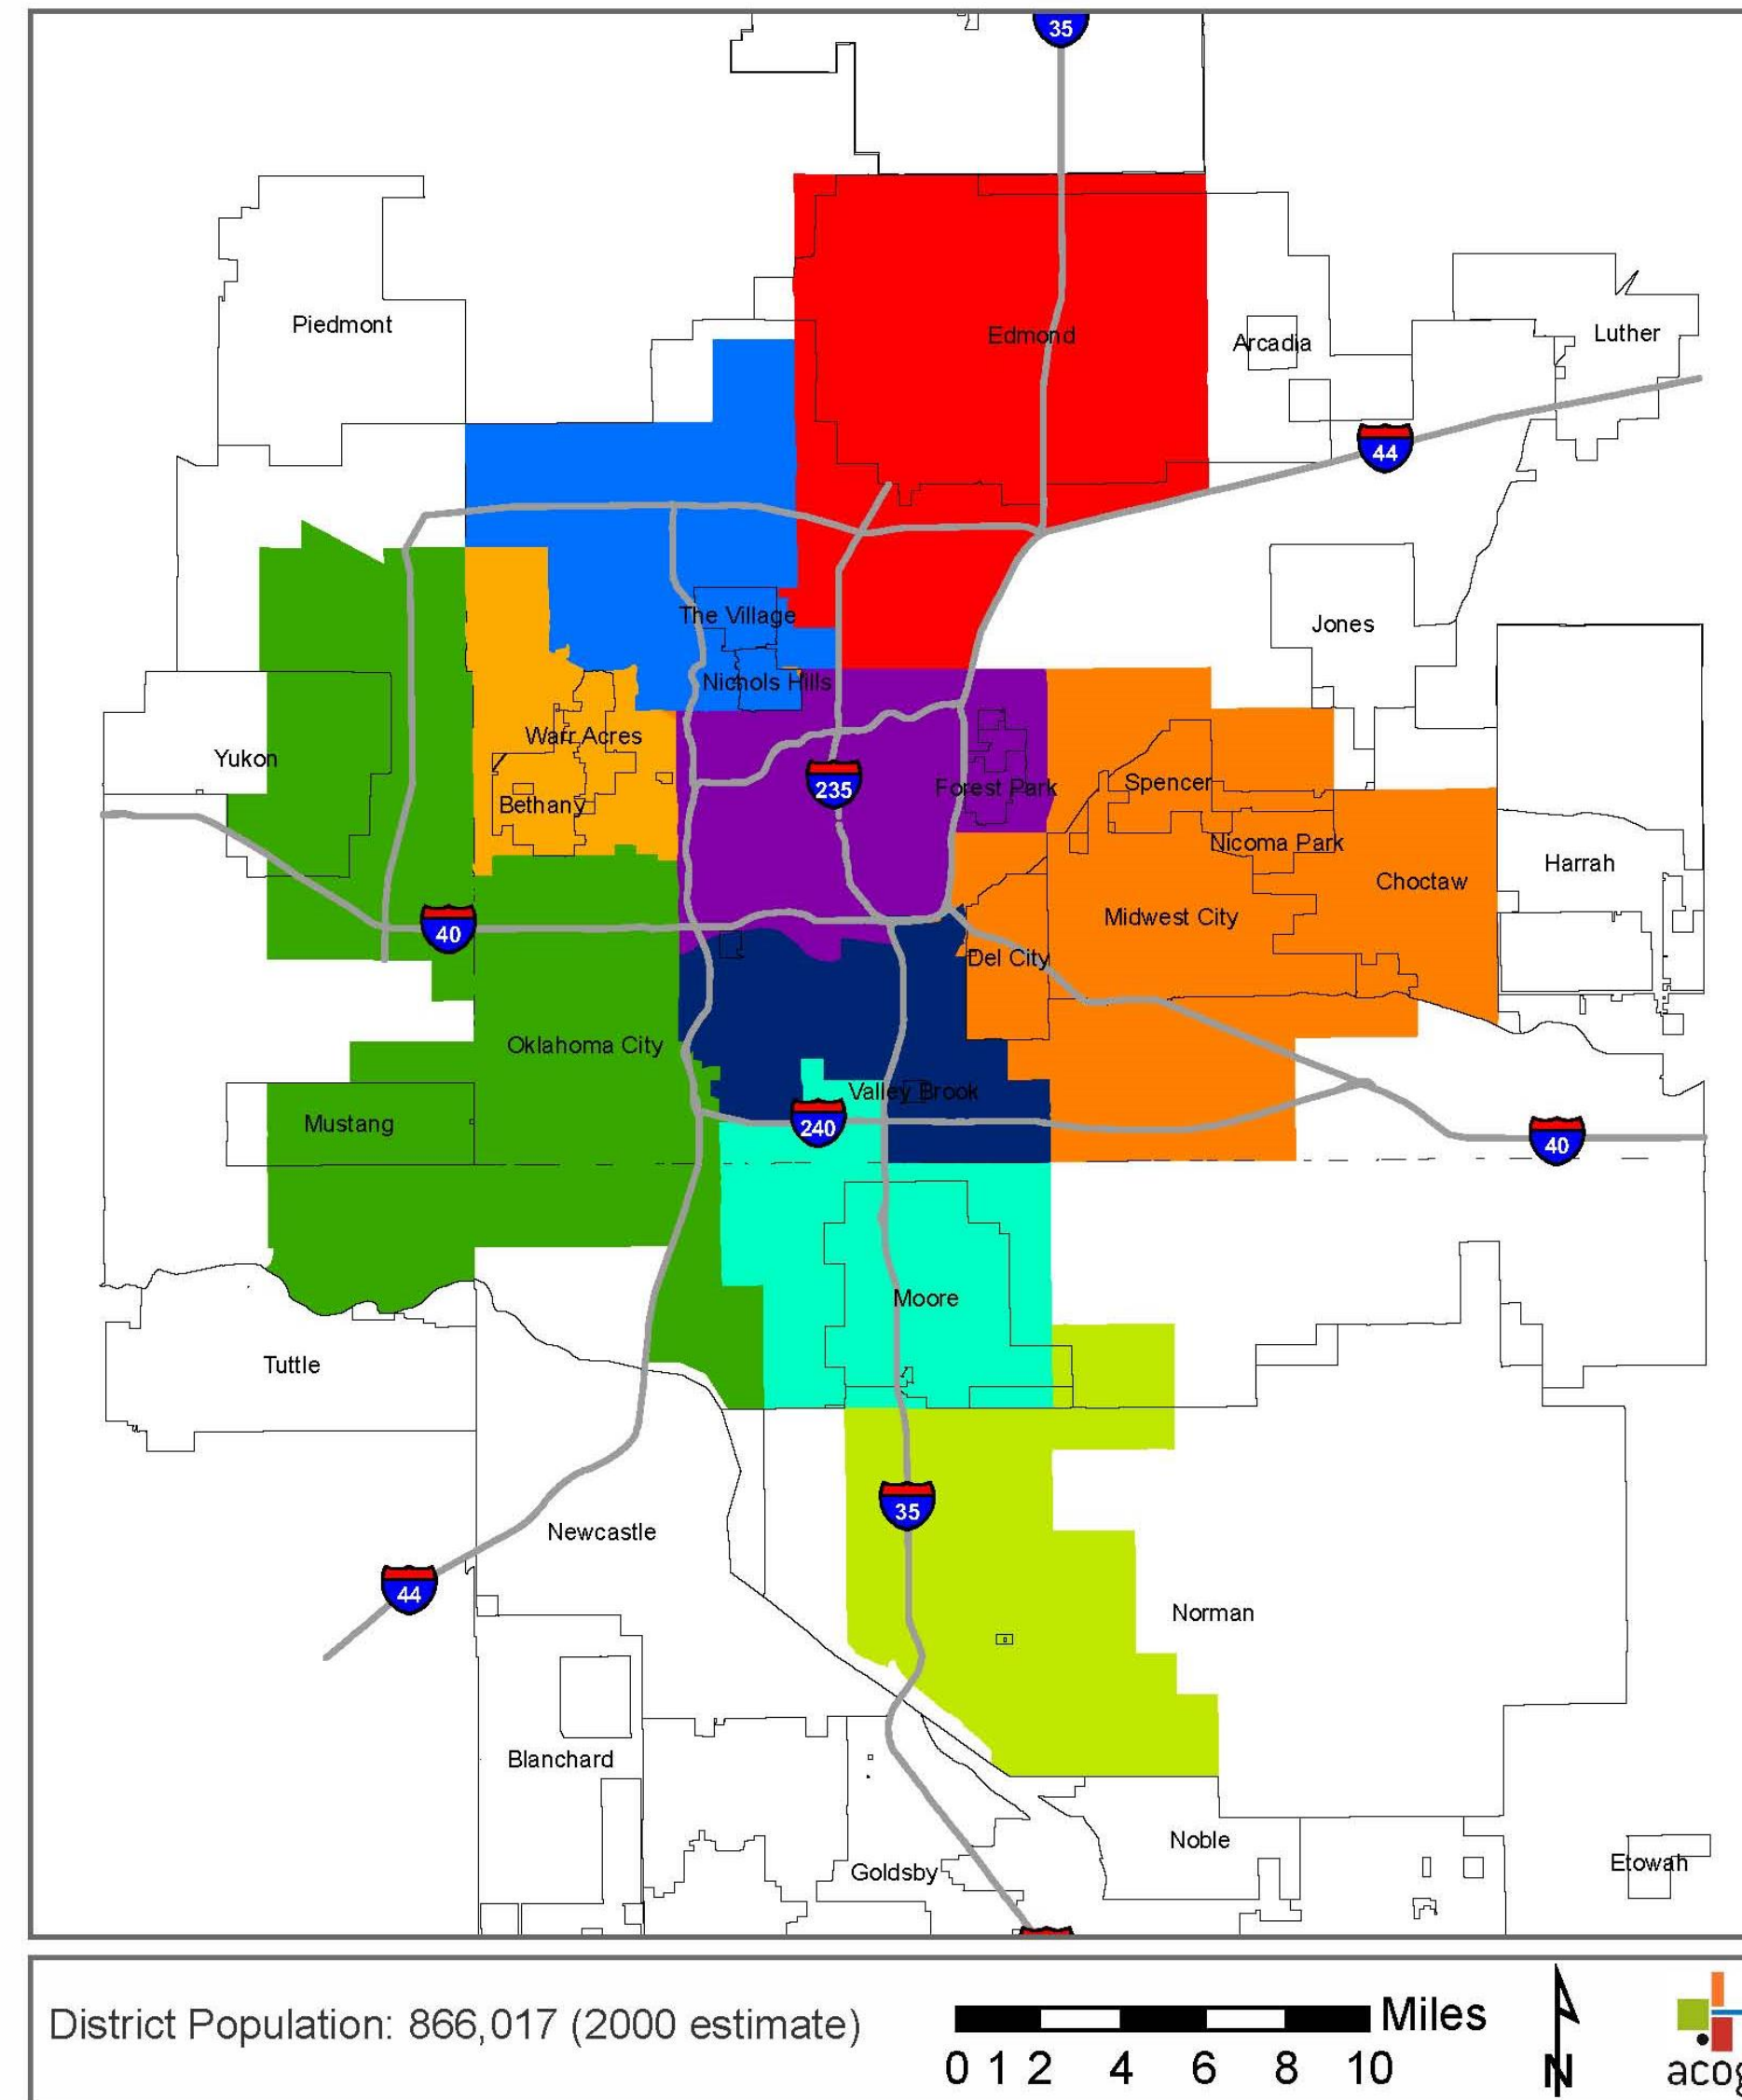 35
Piedmont
Edmond
Arcadia
Luther
44
Jones
The Village
Nichols Hills
Warr Acres
Yukon
Bethany
235
Forest Park
Spencer
Nicoma Park
Harrah
Choctaw
Midwest City
40
Del City
Oklahoma City
Valley Brook
Mustang
240
40
Moore
Tuttle
35
Newcastle
44
Norman
Blanchard
Noble
Goldsby
Etowah
District Population: 866,017 (2000 estimate)
Miles
0 1 2 4 6 8 10
N
acog